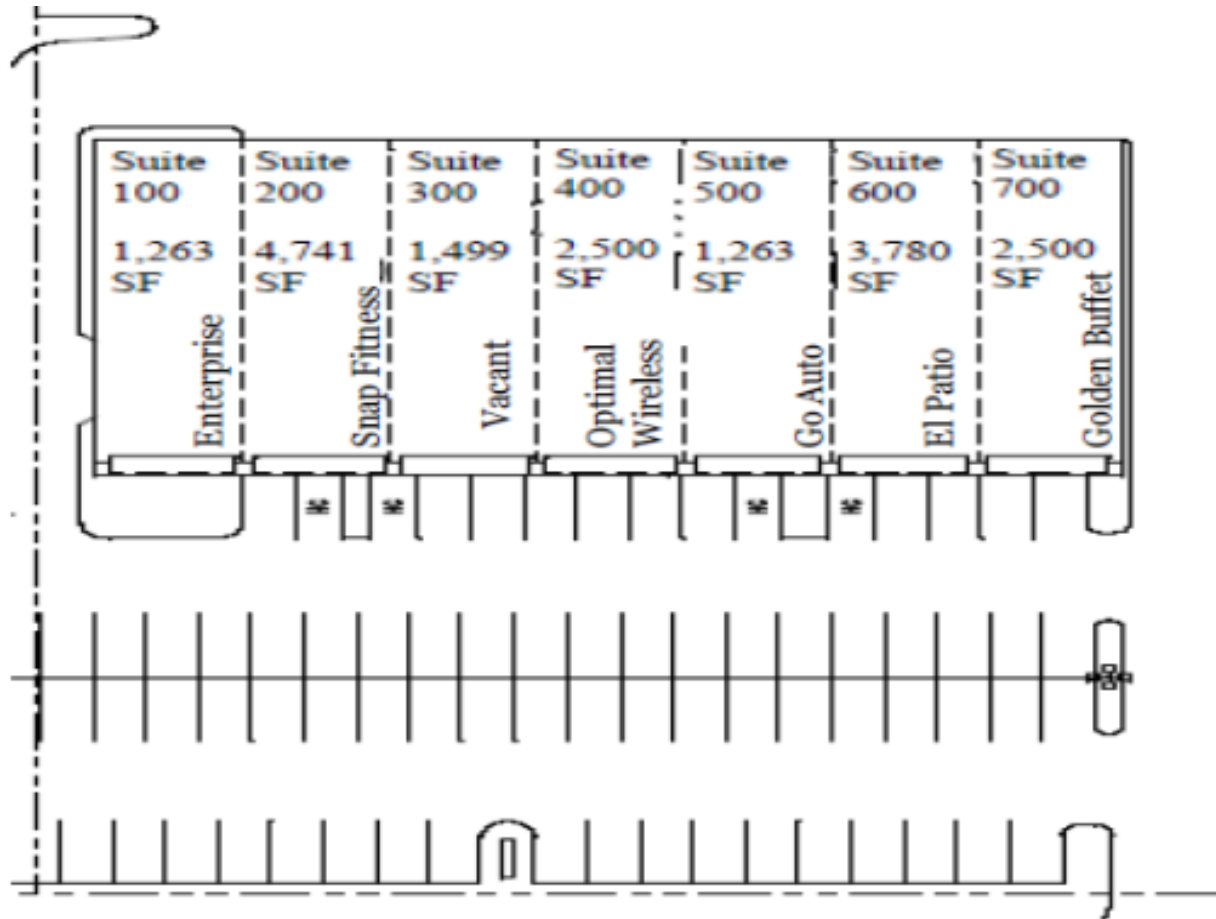 Suite
100
1,263
SF
Enterprise
Suite
200
4,741
SF
Snap Fitness
Suite
300
1,499
SF
Vacant
Suite
400
2,500
SF
Optimal
Wireless
Suite
500
1,263
SF
Go Auto
Suite
600
3,780
SF
El Patio
Suite
700
2,500
SF
Golden Buffet